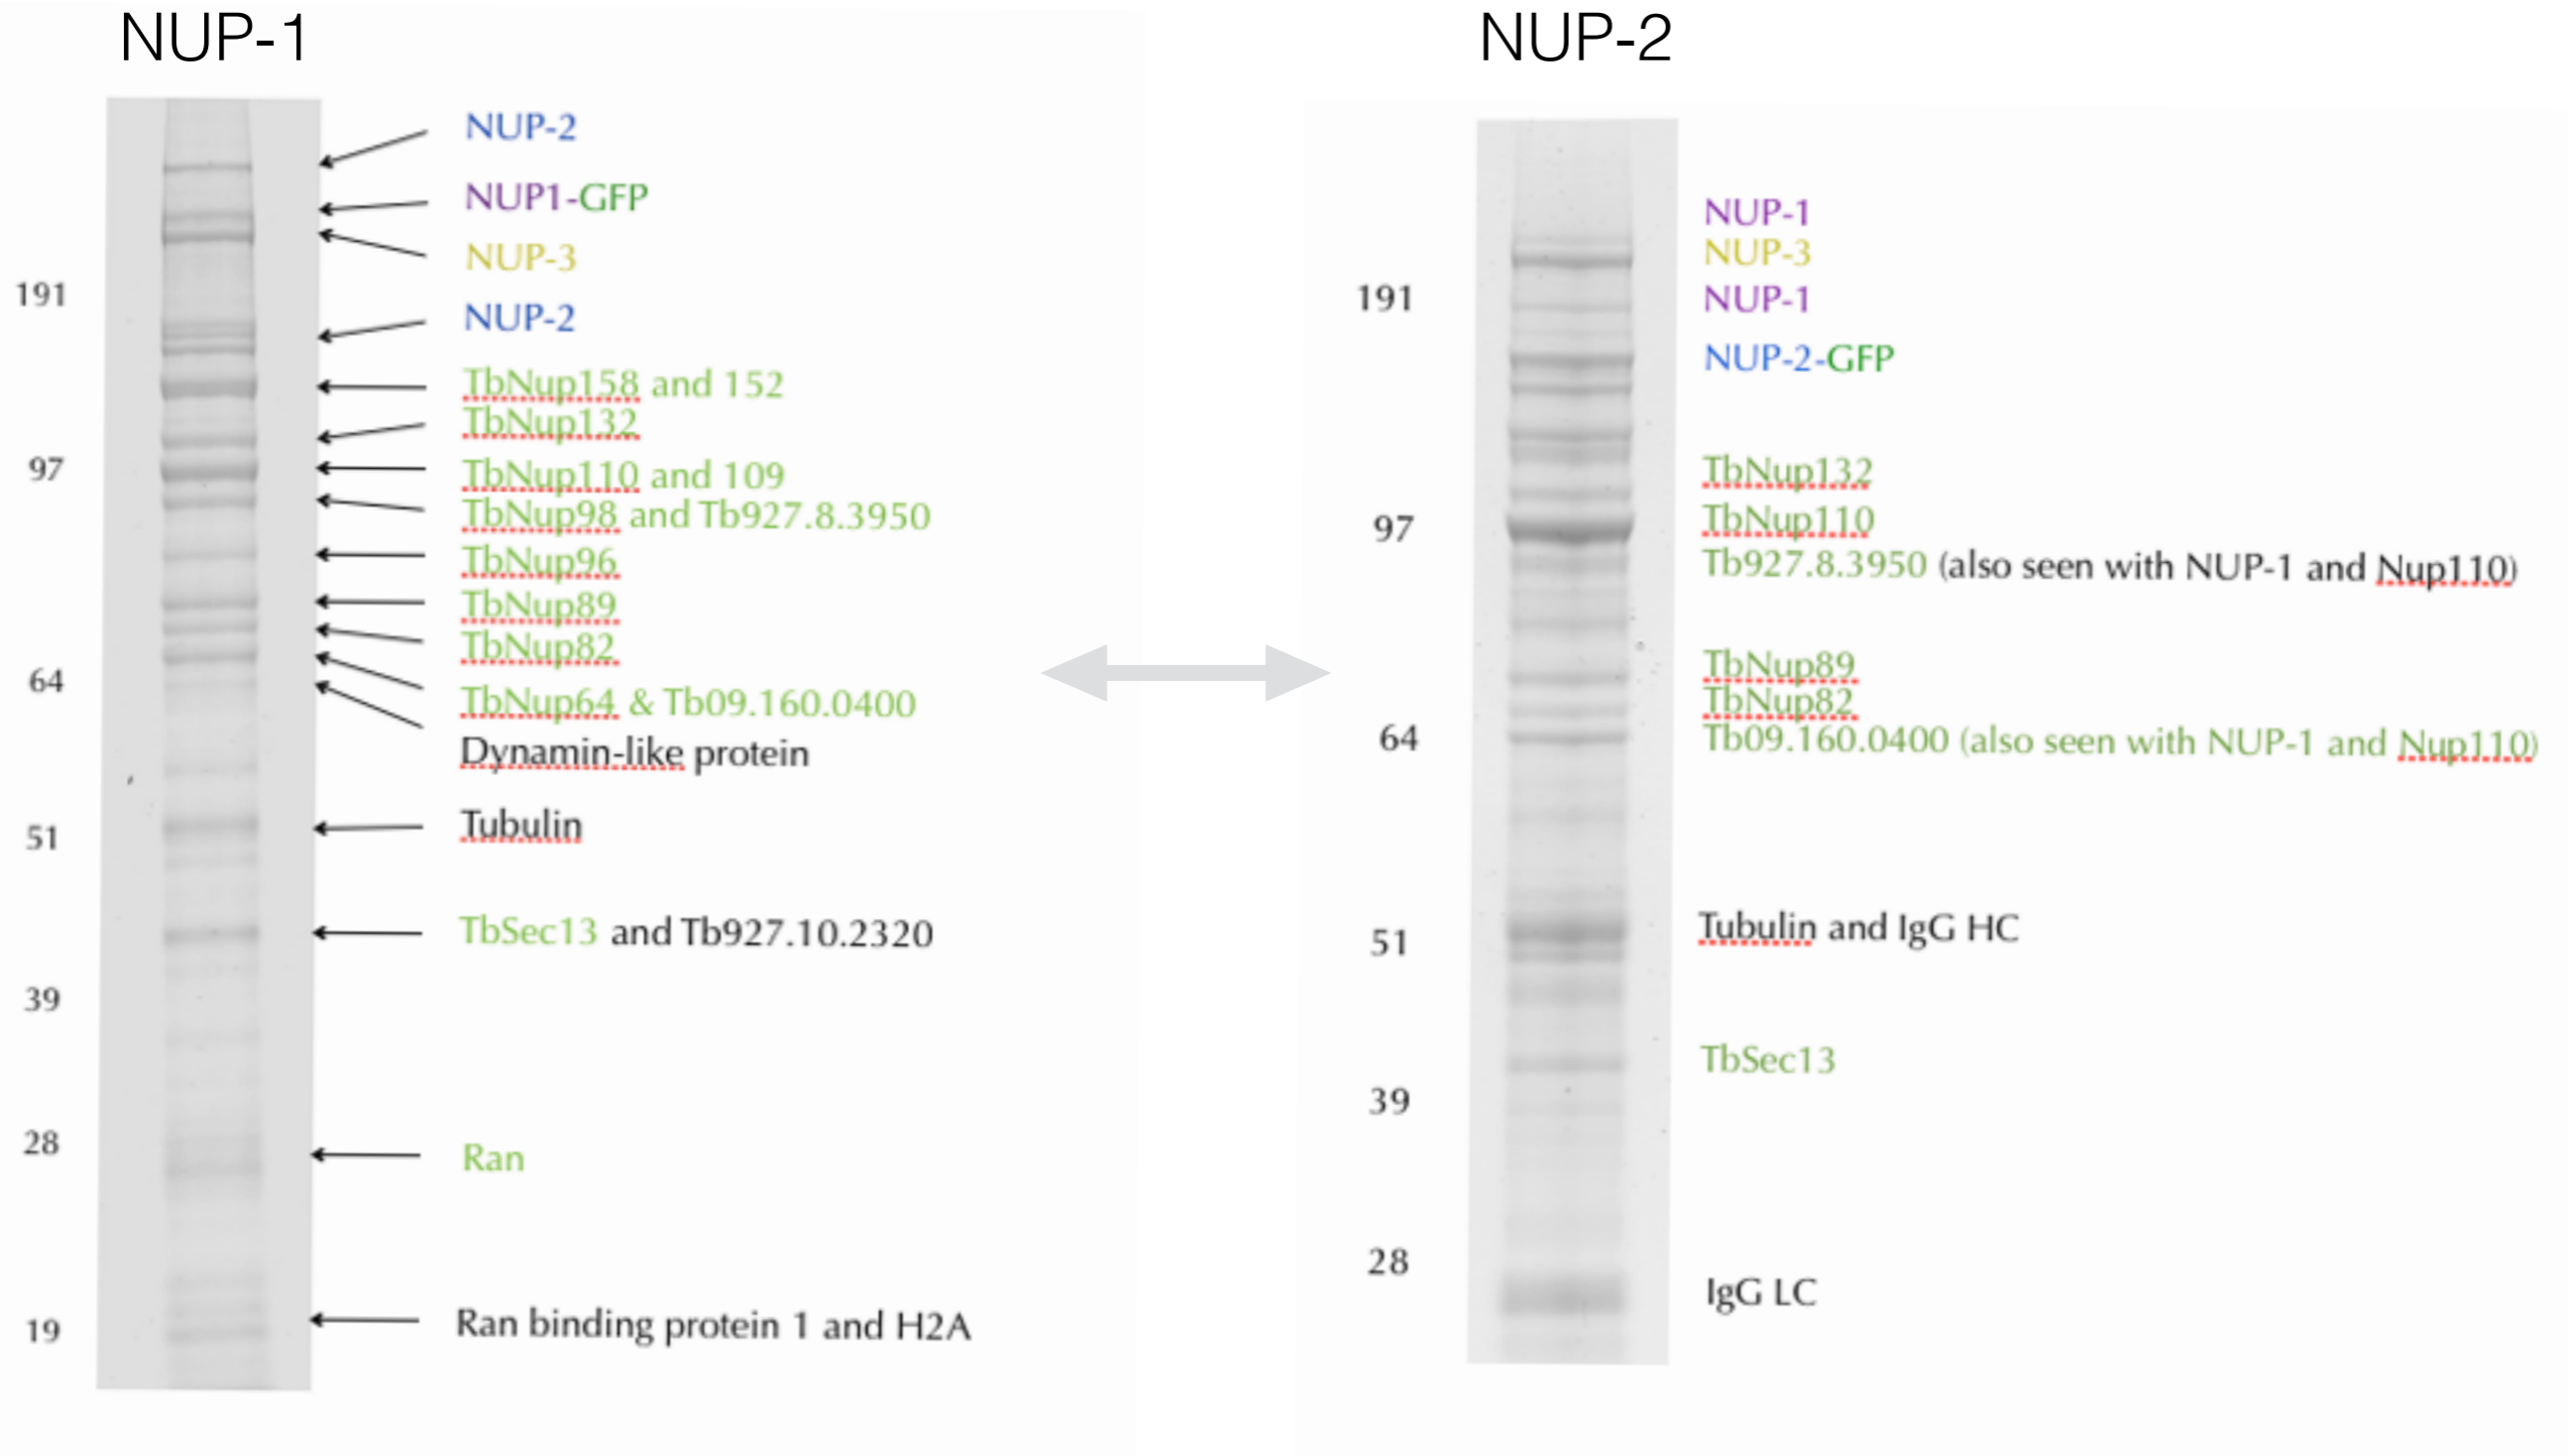 NUP-1
NUP-2
NUP1-GFP
NUP-3
191
NUP-2
TbNup158 and 152
TbNup132
97
TbNup110 and 109
TbNup98 and Tb927.8.3950
TbNup96
TbNup89
TbNup82
64
TbNup64 & Tb09.160.0400
Dynamin-like protein
51
Tubulin
TbSec13 and Tb927.10.2320
39
28
Ran
19
Ran binding protein 1 and H2A
NUP-2
NUP-1
NUP-3
191
NUP-1
NUP-2-GFP
TbNup132
97
TbNup110
Tb927.8.3950 (also seen with NUP-1 and Nup110)
TbNup89
TbNup82
64
Tb09.160.0400 (also seen with NUP-1 and Nup110)
51
Tubulin and IgG HC
TbSec13
39
28
IgG LC